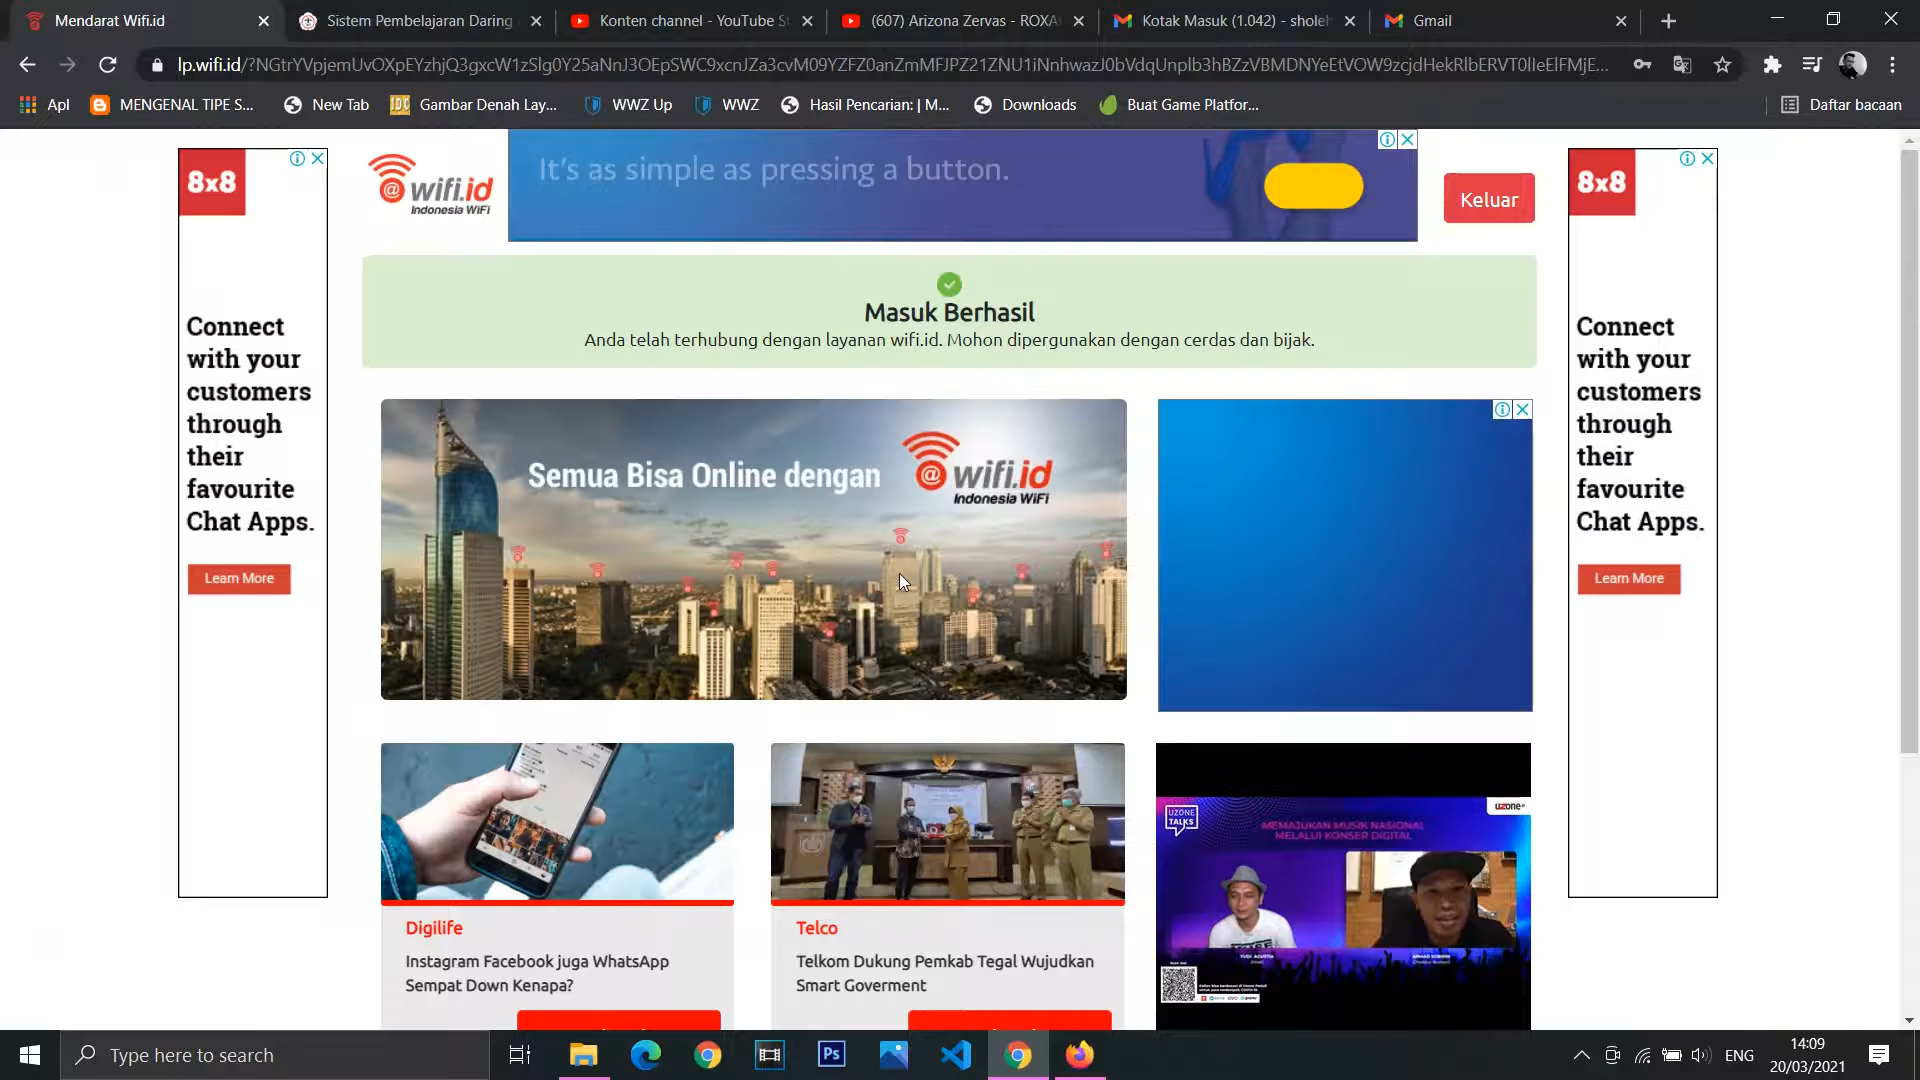 Mendarat Wifi.id
Sistem Pembelajaran Daring
Konten channel - YouTube St
(607) Arizona Zervas - ROXA
Kotak Masuk (1.042) - sholeh
Gmail
Apl
MENGENAL TIPE S...
New Tab
Gambar Denah Lay...
WWZ Up
WWZ
Hasil Pencarian: | M...
Downloads
Buat Game Platfor...
Daftar bacaan
8x8
Connect
with your
customers
through
their
favourite
Chat Apps.
Learn More
@wifi.id
Indonesia WiFi
It's as simple as pressing a button.
Keluar
8x8
Connect
with your
customers
through
their
favourite
Chat Apps.
Learn More
Masuk Berhasil
Anda telah terhubung dengan layanan wifi.id. Mohon dipergunakan dengan cerdas dan bijak.
Semua Bisa Online dengan
@wifi.id
Indonesia WiFi
Digilife
Instagram Facebook juga WhatsApp
Sempat Down Kenapa?
Telco
Telkom Dukung Pemkab Tegal Wujudkan
Smart Goverment
UZONE
TALKS
uzone
MEMAJUKAN MUSIK NASIONAL
MELALUI KONSER DIGITAL
YUDI AGUSTIA
Type here to search
Ps
ENG
14:09
20/03/2021